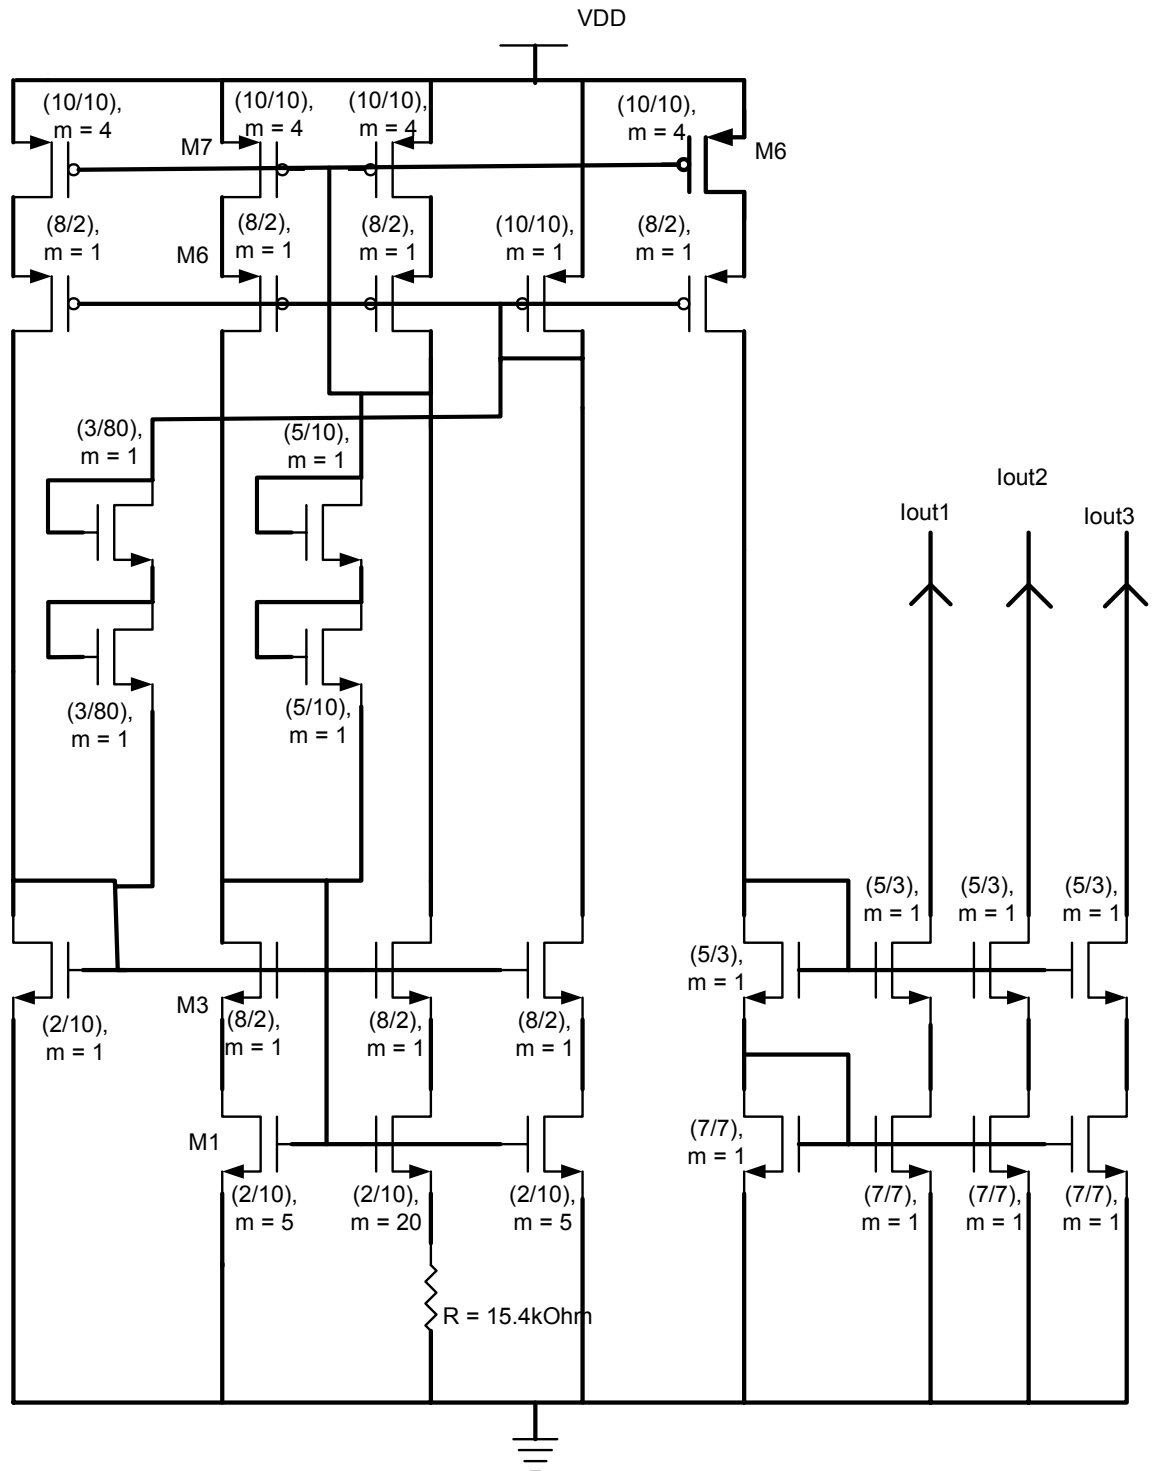 VDD
(10/10),
m = 4
M7
(10/10),
m = 4
(10/10),
m = 4
(10/10),
m = 4
M6
(8/2),
m = 1
M6
(8/2),
m = 1
(8/2),
m = 1
(10/10),
m = 1
(8/2),
m = 1
(3/80),
m = 1
(5/10),
m = 1
Iout1
Iout2
Iout3
(3/80),
m = 1
(5/10),
m = 1
(5/3),
m = 1
(5/3),
m = 1
(5/3),
m = 1
(5/3),
m = 1
M3
(2/10),
m = 1
(8/2),
m = 1
(8/2),
m = 1
(8/2),
m = 1
M1
(7/7),
m = 1
(2/10),
m = 5
(2/10),
m = 20
(2/10),
m = 5
(7/7),
m = 1
(7/7),
m = 1
(7/7),
m = 1
R = 15.4kOhm